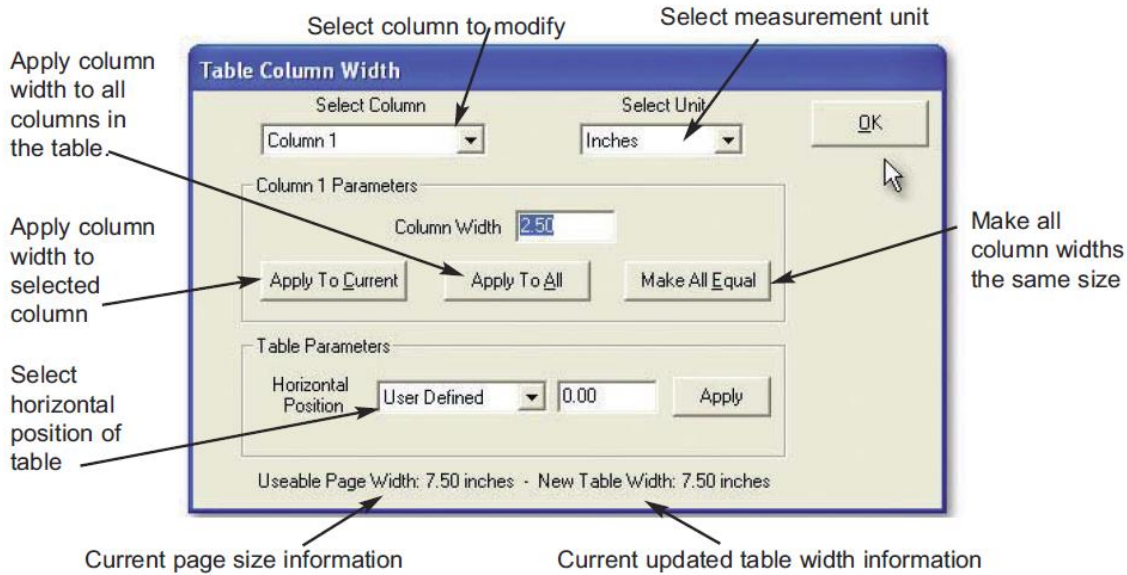 Select column to modify
Select measurement unit
Apply column
width to all
columns in
the table.
Table Column Width
Select Column
Select Unit
Column 1
Inches
OK
Column 1 Parameters
Column Width 2.50
Apply column
width to
selected
column
Apply To Current
Apply To All
Make All Equal
Make all
column widths
the same size
Table Parameters
Select
horizontal
position of
table
Horizontal
Position
User Defined
0.00
Apply
Useable Page Width: 7.50 inches - New Table Width: 7.50 inches
Current page size information
Current updated table width information